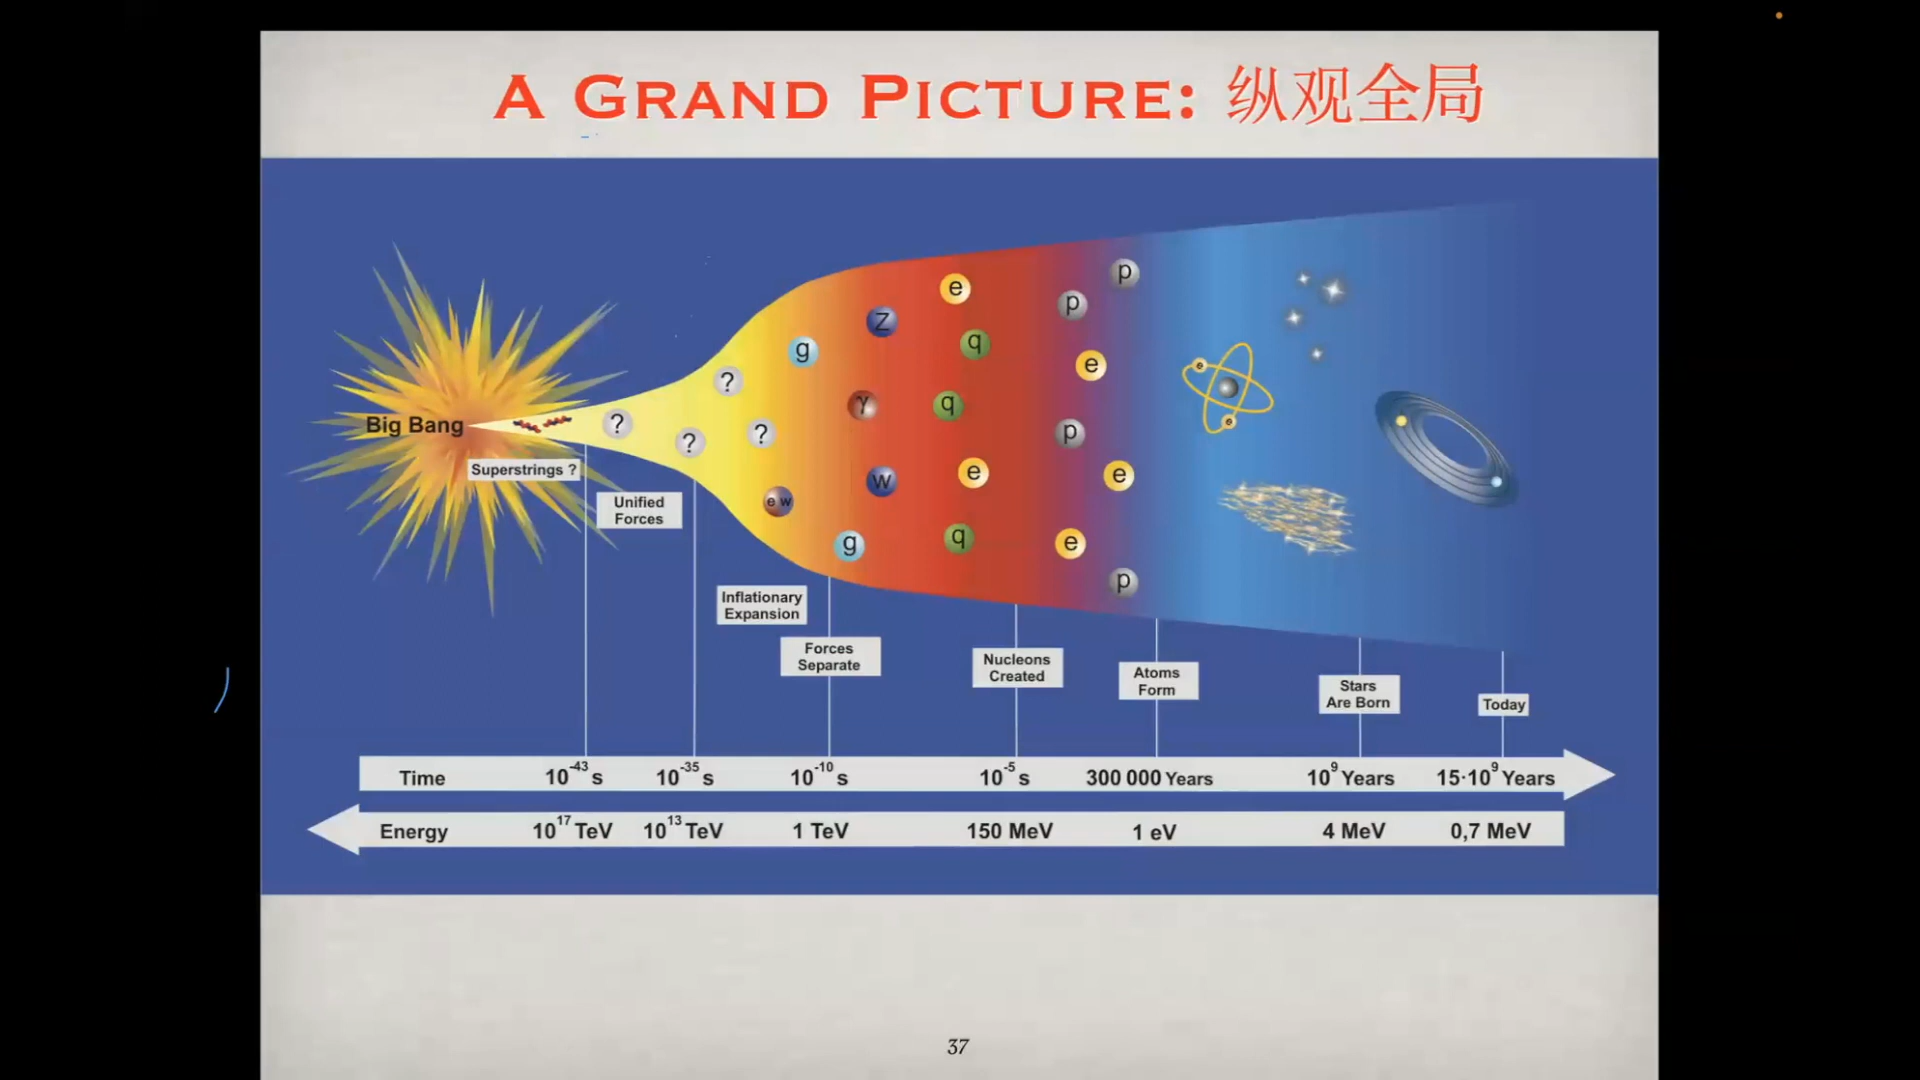 A GRAND PICTURE: 纵观全局
e
p
Z
p
g
q
?
e
e
γ
q
?
Big Bang
?
?
p
Superstrings ?
W
e
e
e w
Unified
Forces
e
g
q
e
p
Inflationary
Expansion
Forces
Separate
Nucleons
Created
Atoms
Form
Stars
Are Born
Today
Time 10⁻⁴³ s 10⁻³⁵ s 10⁻¹⁰ s 10⁻⁵ s 300 000 Years 10⁹ Years 15·10⁹ Years
Energy 10¹⁷ TeV 10¹³ TeV 1 TeV 150 MeV 1 eV 4 MeV 0,7 MeV
37